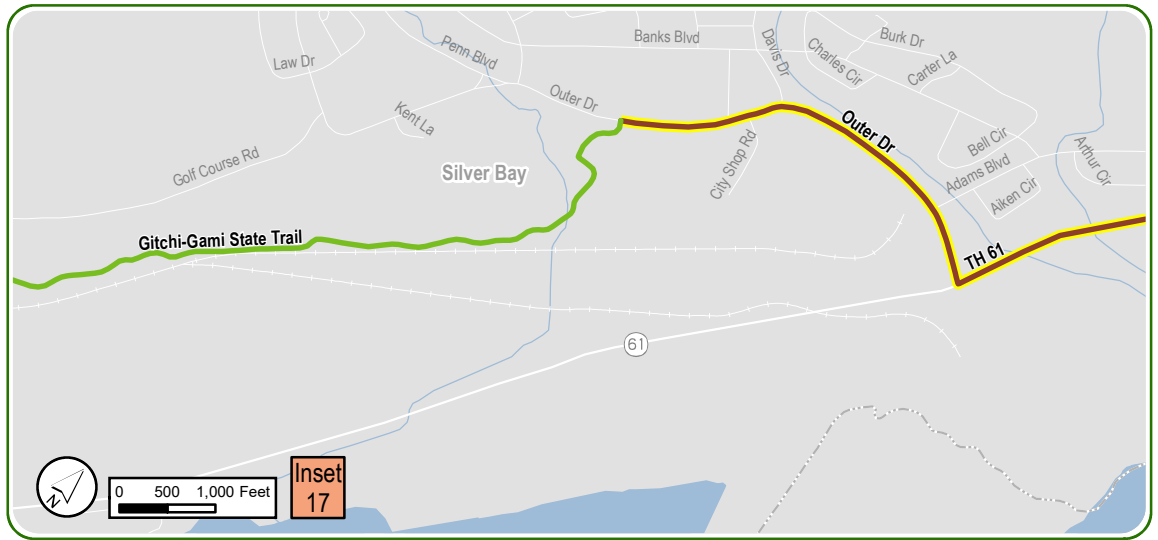 Banks Blvd
Burk Dr
Davis Dr
Charles Cir
Penn Blvd
Law Dr
Carter La
Outer Dr
Kent La
Outer Dr
Bell Cir
Golf Course Rd
Silver Bay
City Shop Rd
Adams Blvd
Arthur Cir
Aiken Cir
Gitchi-Gami State Trail
TH 61
61
N
0 500 1,000 Feet
Inset
17